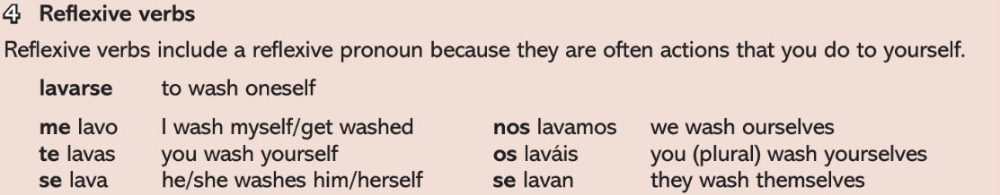 4 Reflexive verbs
Reflexive verbs include a reflexive pronoun because they are often actions that you do to yourself.
lavarse to wash oneself
me lavo I wash myself/get washed nos lavamos we wash ourselves
te lavas you wash yourself os laváis you (plural) wash yourselves
se lava he/she washes him/herself se lavan they wash themselves